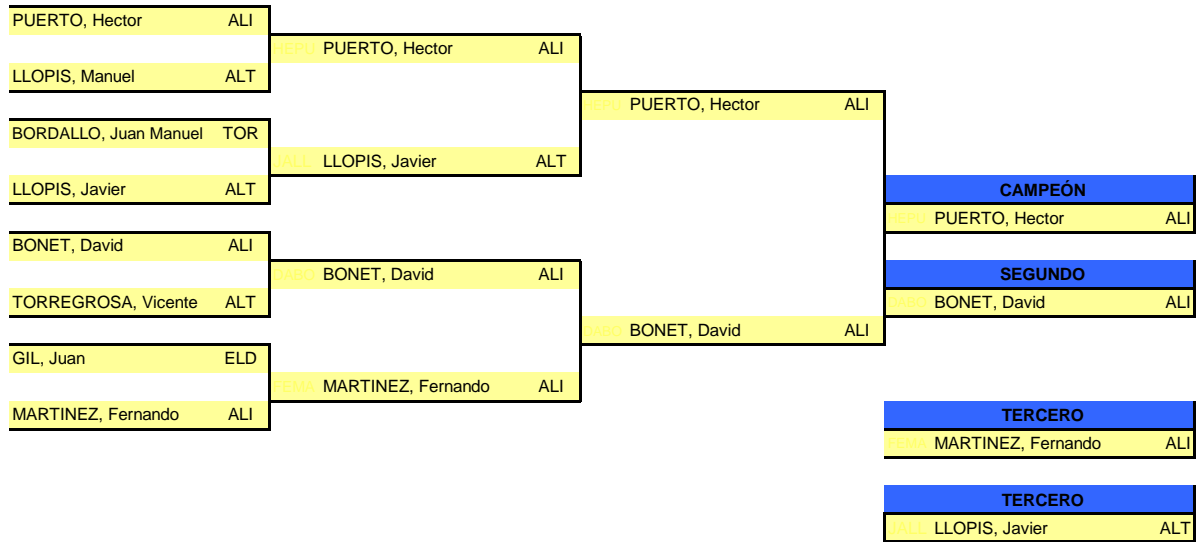 PUERTO, Hector ALI
LLOPIS, Manuel ALT
BORDALLO, Juan Manuel TOR
LLOPIS, Javier ALT
BONET, David ALI
TORREGROSA, Vicente ALT
GIL, Juan ELD
MARTINEZ, Fernando ALI
PUERTO, Hector ALI
LLOPIS, Javier ALT
BONET, David ALI
MARTINEZ, Fernando ALI
PUERTO, Hector ALI
BONET, David ALI
CAMPEÓN
PUERTO, Hector ALI
SEGUNDO
BONET, David ALI
TERCERO
MARTINEZ, Fernando ALI
TERCERO
LLOPIS, Javier ALT